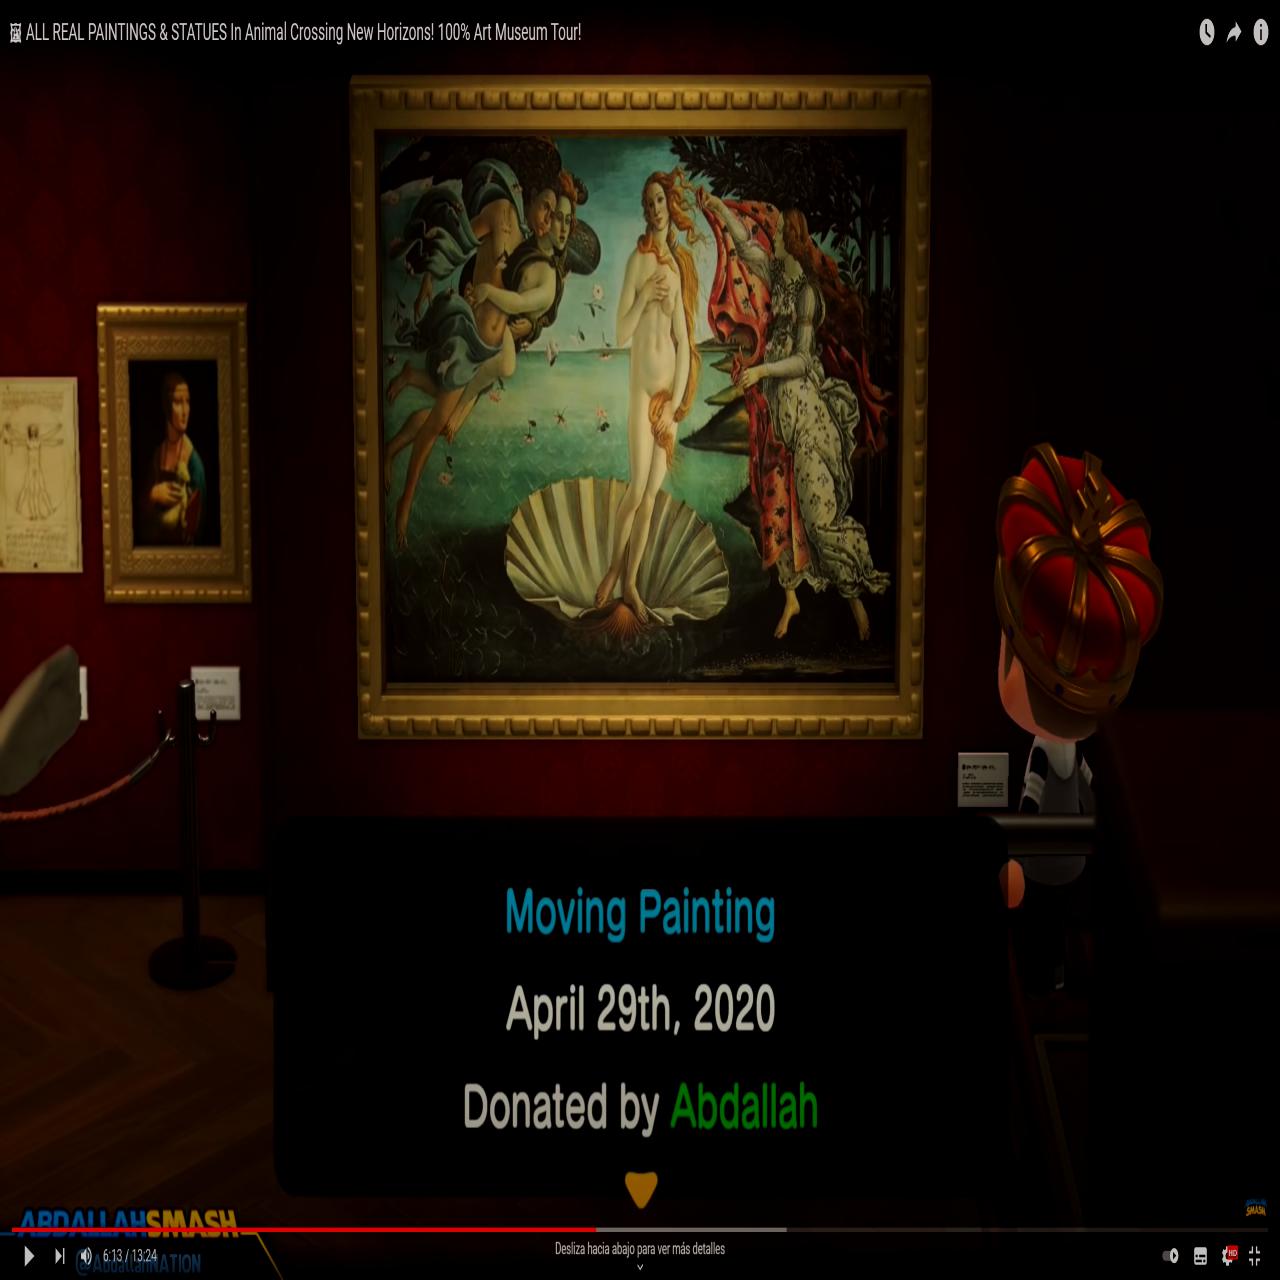 ALL REAL PAINTINGS & STATUES In Animal Crossing New Horizons! 100% Art Museum Tour!
Moving Painting
April 29th, 2020
Donated by Abdallah
ABDALLAHSMASH
@AbdallahNATION
6:13 / 13:24
Desliza hacia abajo para ver más detalles
HD